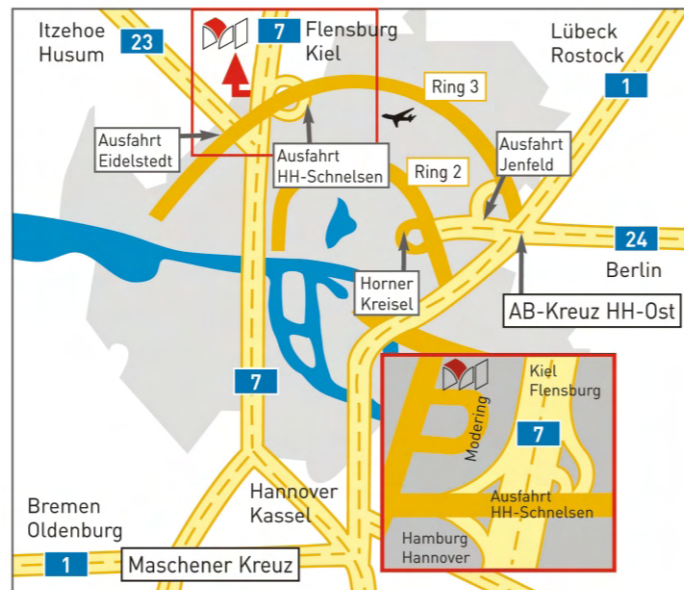 Itzehoe
Husum
23
7
Flensburg
Kiel
Lübeck
Rostock
1
Ring 3
Ausfahrt
Eidelstedt
Ausfahrt
HH-Schnelsen
Ring 2
Ausfahrt
Jenfeld
24
Berlin
Horner
Kreisel
AB-Kreuz HH-Ost
7
Kiel
Flensburg
Modering
7
Ausfahrt
HH-Schnelsen
Hamburg
Hannover
Hannover
Kassel
Bremen
Oldenburg
1
Maschener Kreuz